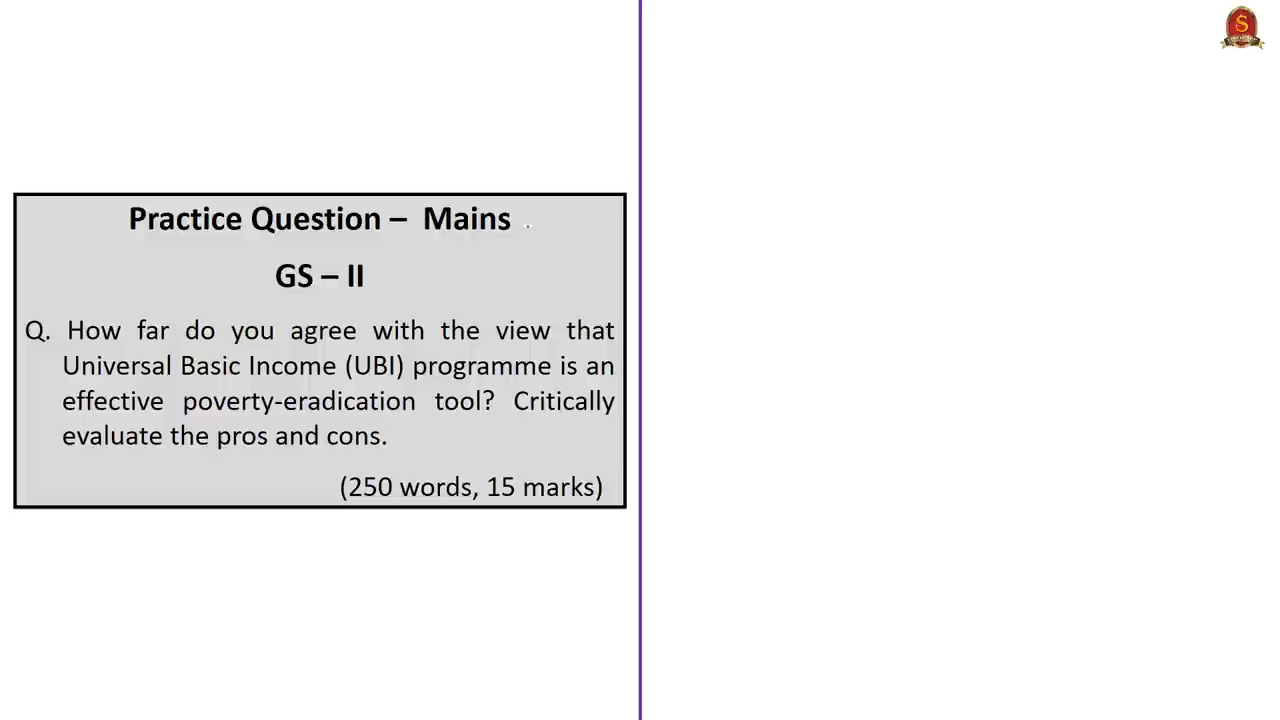 Practice Question – Mains
GS – II
Q. How far do you agree with the view that
Universal Basic Income (UBI) programme is an
effective poverty-eradication tool? Critically
evaluate the pros and cons.
(250 words, 15 marks)
S